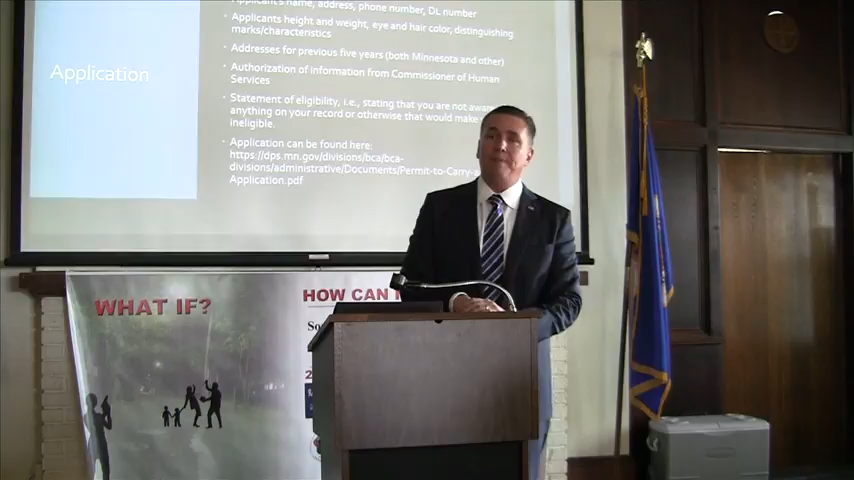 Applicant's name, address, phone number, DL number
• Applicants height and weight, eye and hair color, distinguishing
marks/characteristics
• Addresses for previous five years (both Minnesota and other)
• Authorization of information from Commissioner of Human
Services
• Statement of eligibility, i.e., stating that you are not
anything on your record or otherwise that would make
ineligible.
• Application can be found here:
https://dps.mn.gov/divisions/bca/bca-
divisions/administrative/Documents/Permit-to-Carry-
Application.pdf
Application
WHAT IF?
HOW CAN